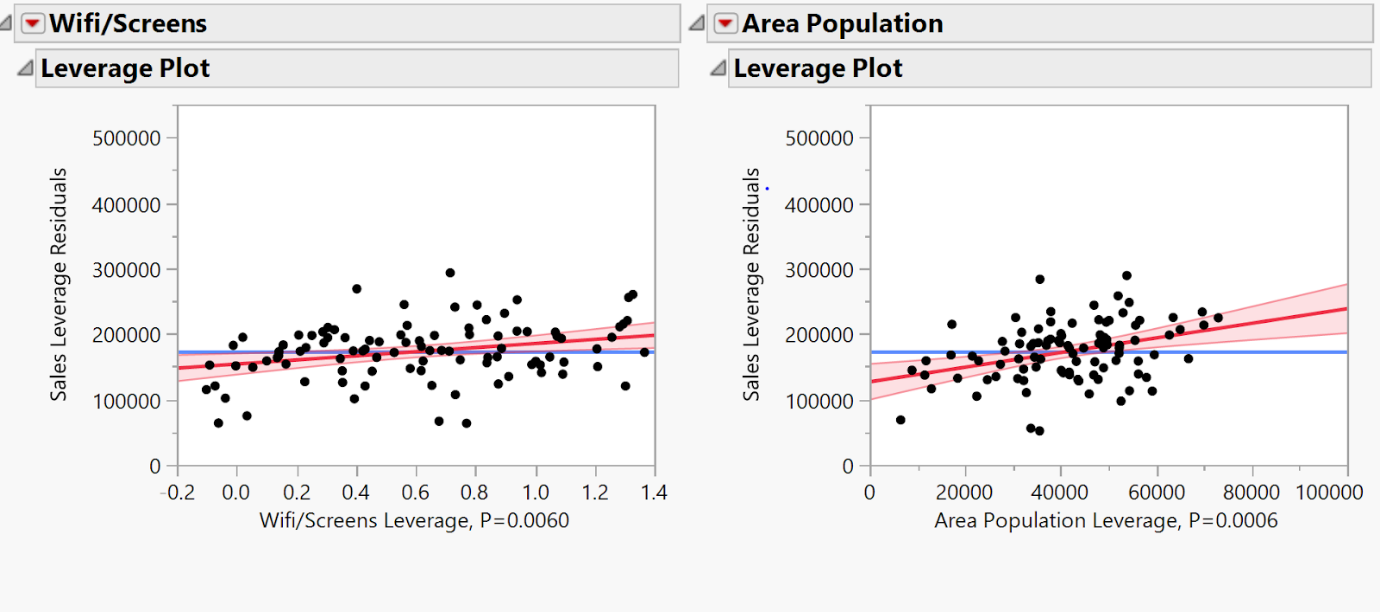 Wifi/Screens
Leverage Plot
Sales Leverage Residuals
500000
400000
300000
200000
100000
0
-0.2 0.0 0.2 0.4 0.6 0.8 1.0 1.2 1.4
Wifi/Screens Leverage, P=0.0060
Area Population
Leverage Plot
Sales Leverage Residuals
500000
400000
300000
200000
100000
0
0 20000 40000 60000 80000 100000
Area Population Leverage, P=0.0006